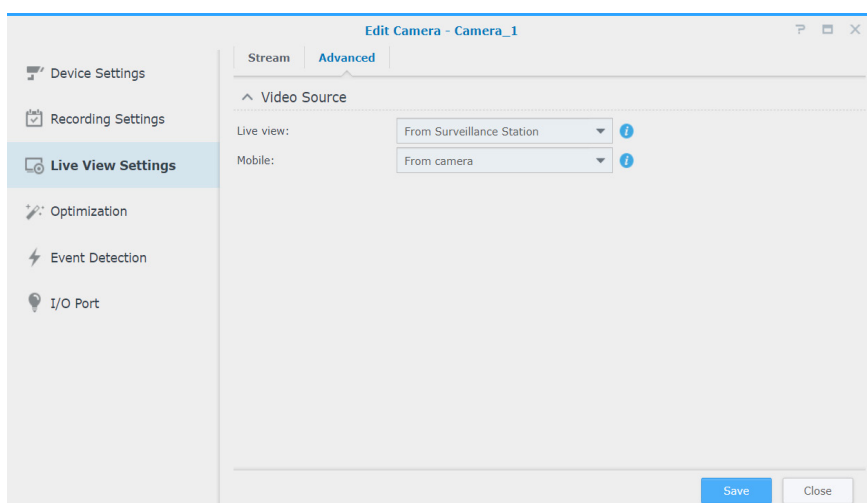 Edit Camera - Camera_1
Device Settings
Recording Settings
Live View Settings
Optimization
Event Detection
I/O Port
Stream Advanced
Video Source
Live view: From Surveillance Station
Mobile: From camera
Save Close